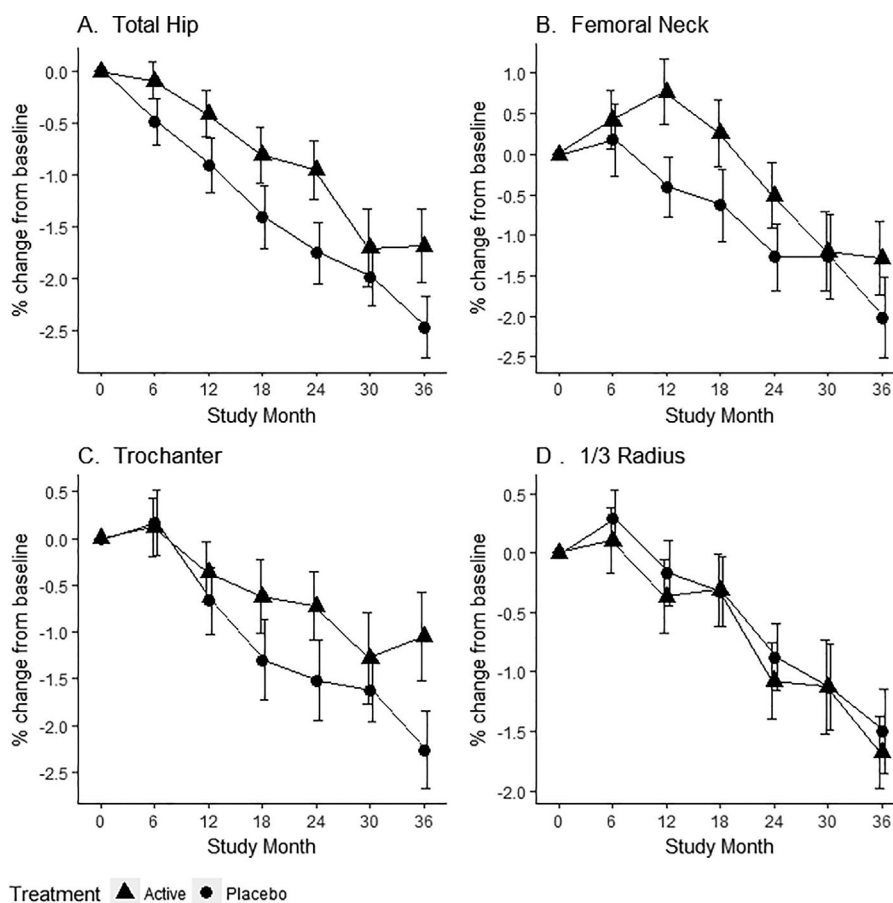 A. Total Hip
% change from baseline
0.0
-0.5
-1.0
-1.5
-2.0
-2.5
0 6 12 18 24 30 36
Study Month
B. Femoral Neck
% change from baseline
1.0
0.5
0.0
-0.5
-1.0
-1.5
-2.0
-2.5
0 6 12 18 24 30 36
Study Month
C. Trochanter
% change from baseline
0.5
0.0
-0.5
-1.0
-1.5
-2.0
-2.5
0 6 12 18 24 30 36
Study Month
D . 1/3 Radius
% change from baseline
0.5
0.0
-0.5
-1.0
-1.5
-2.0
0 6 12 18 24 30 36
Study Month
Treatment Active Placebo